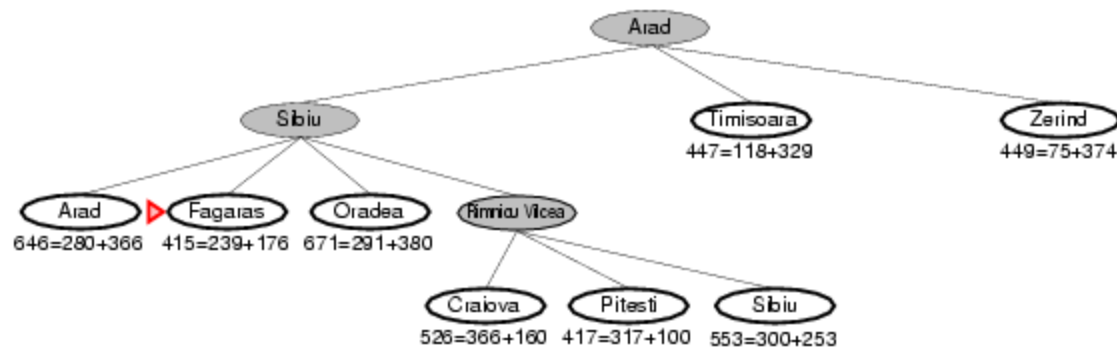 Arad
Sibiu
Timisoara
Zerind
447=118+329
449=75+374
Arad
Fagaras
Oradea
Rimnicu Vilcea
646=280+366
415=239+176
671=291+380
Craiova
Pitesti
Sibiu
526=366+160
417=317+100
553=300+253